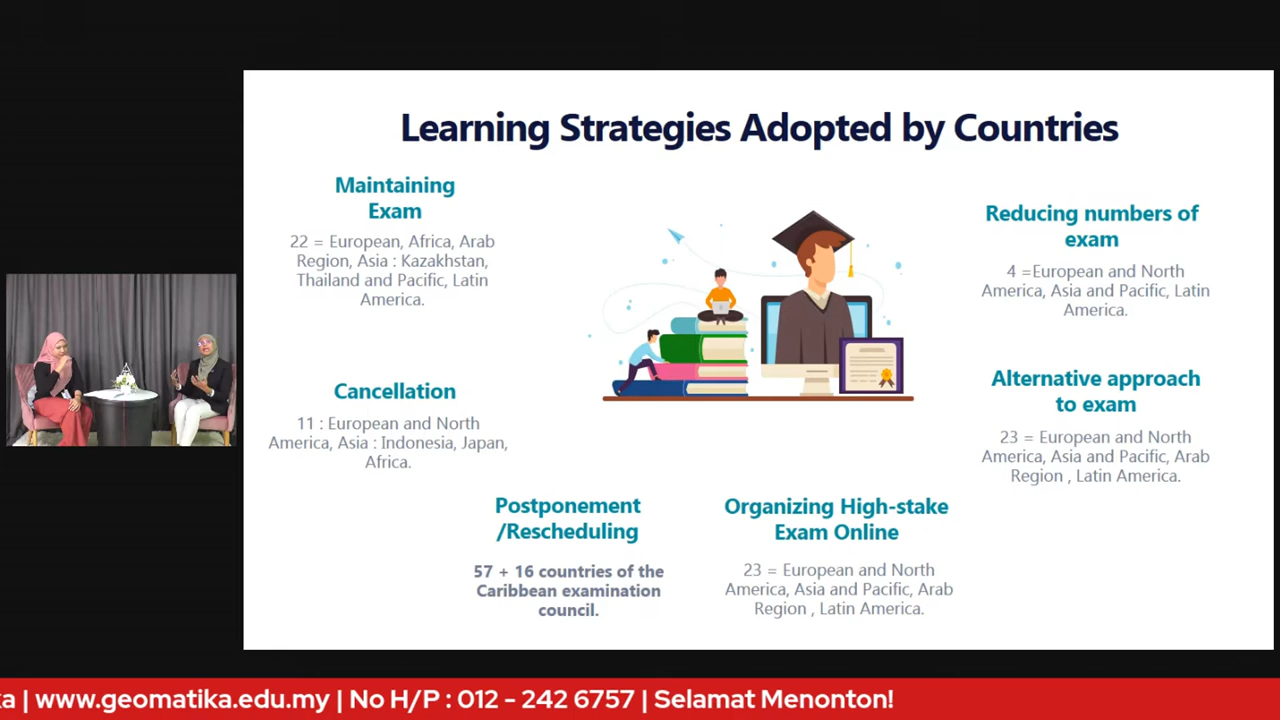 Learning Strategies Adopted by Countries
Maintaining
Exam
22 = European, Africa, Arab
Region, Asia : Kazakhstan,
Thailand and Pacific, Latin
America.
Cancellation
11 : European and North
America, Asia : Indonesia, Japan,
Africa.
Postponement
/Rescheduling
57 + 16 countries of the
Caribbean examination
council.
Organizing High-stake
Exam Online
23 = European and North
America, Asia and Pacific, Arab
Region , Latin America.
Reducing numbers of
exam
4 =European and North
America, Asia and Pacific, Latin
America.
Alternative approach
to exam
23 = European and North
America, Asia and Pacific, Arab
Region , Latin America.
| www.geomatika.edu.my | No H/P : 012 - 242 6757 | Selamat Menonton!